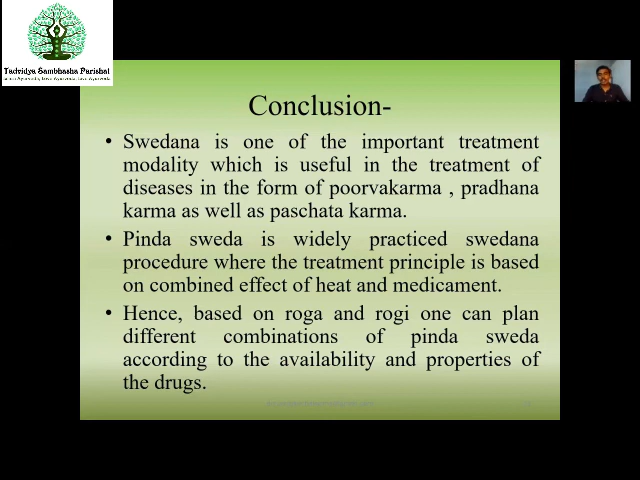 Tadvidya Sambhasha Parishat
Conclusion-
• Swedana is one of the important treatment
modality which is useful in the treatment of
diseases in the form of poorvakarma , pradhana
karma as well as paschata karma.
• Pinda sweda is widely practiced swedana
procedure where the treatment principle is based
on combined effect of heat and medicament.
• Hence, based on roga and rogi one can plan
different combinations of pinda sweda
according to the availability and properties of
the drugs.